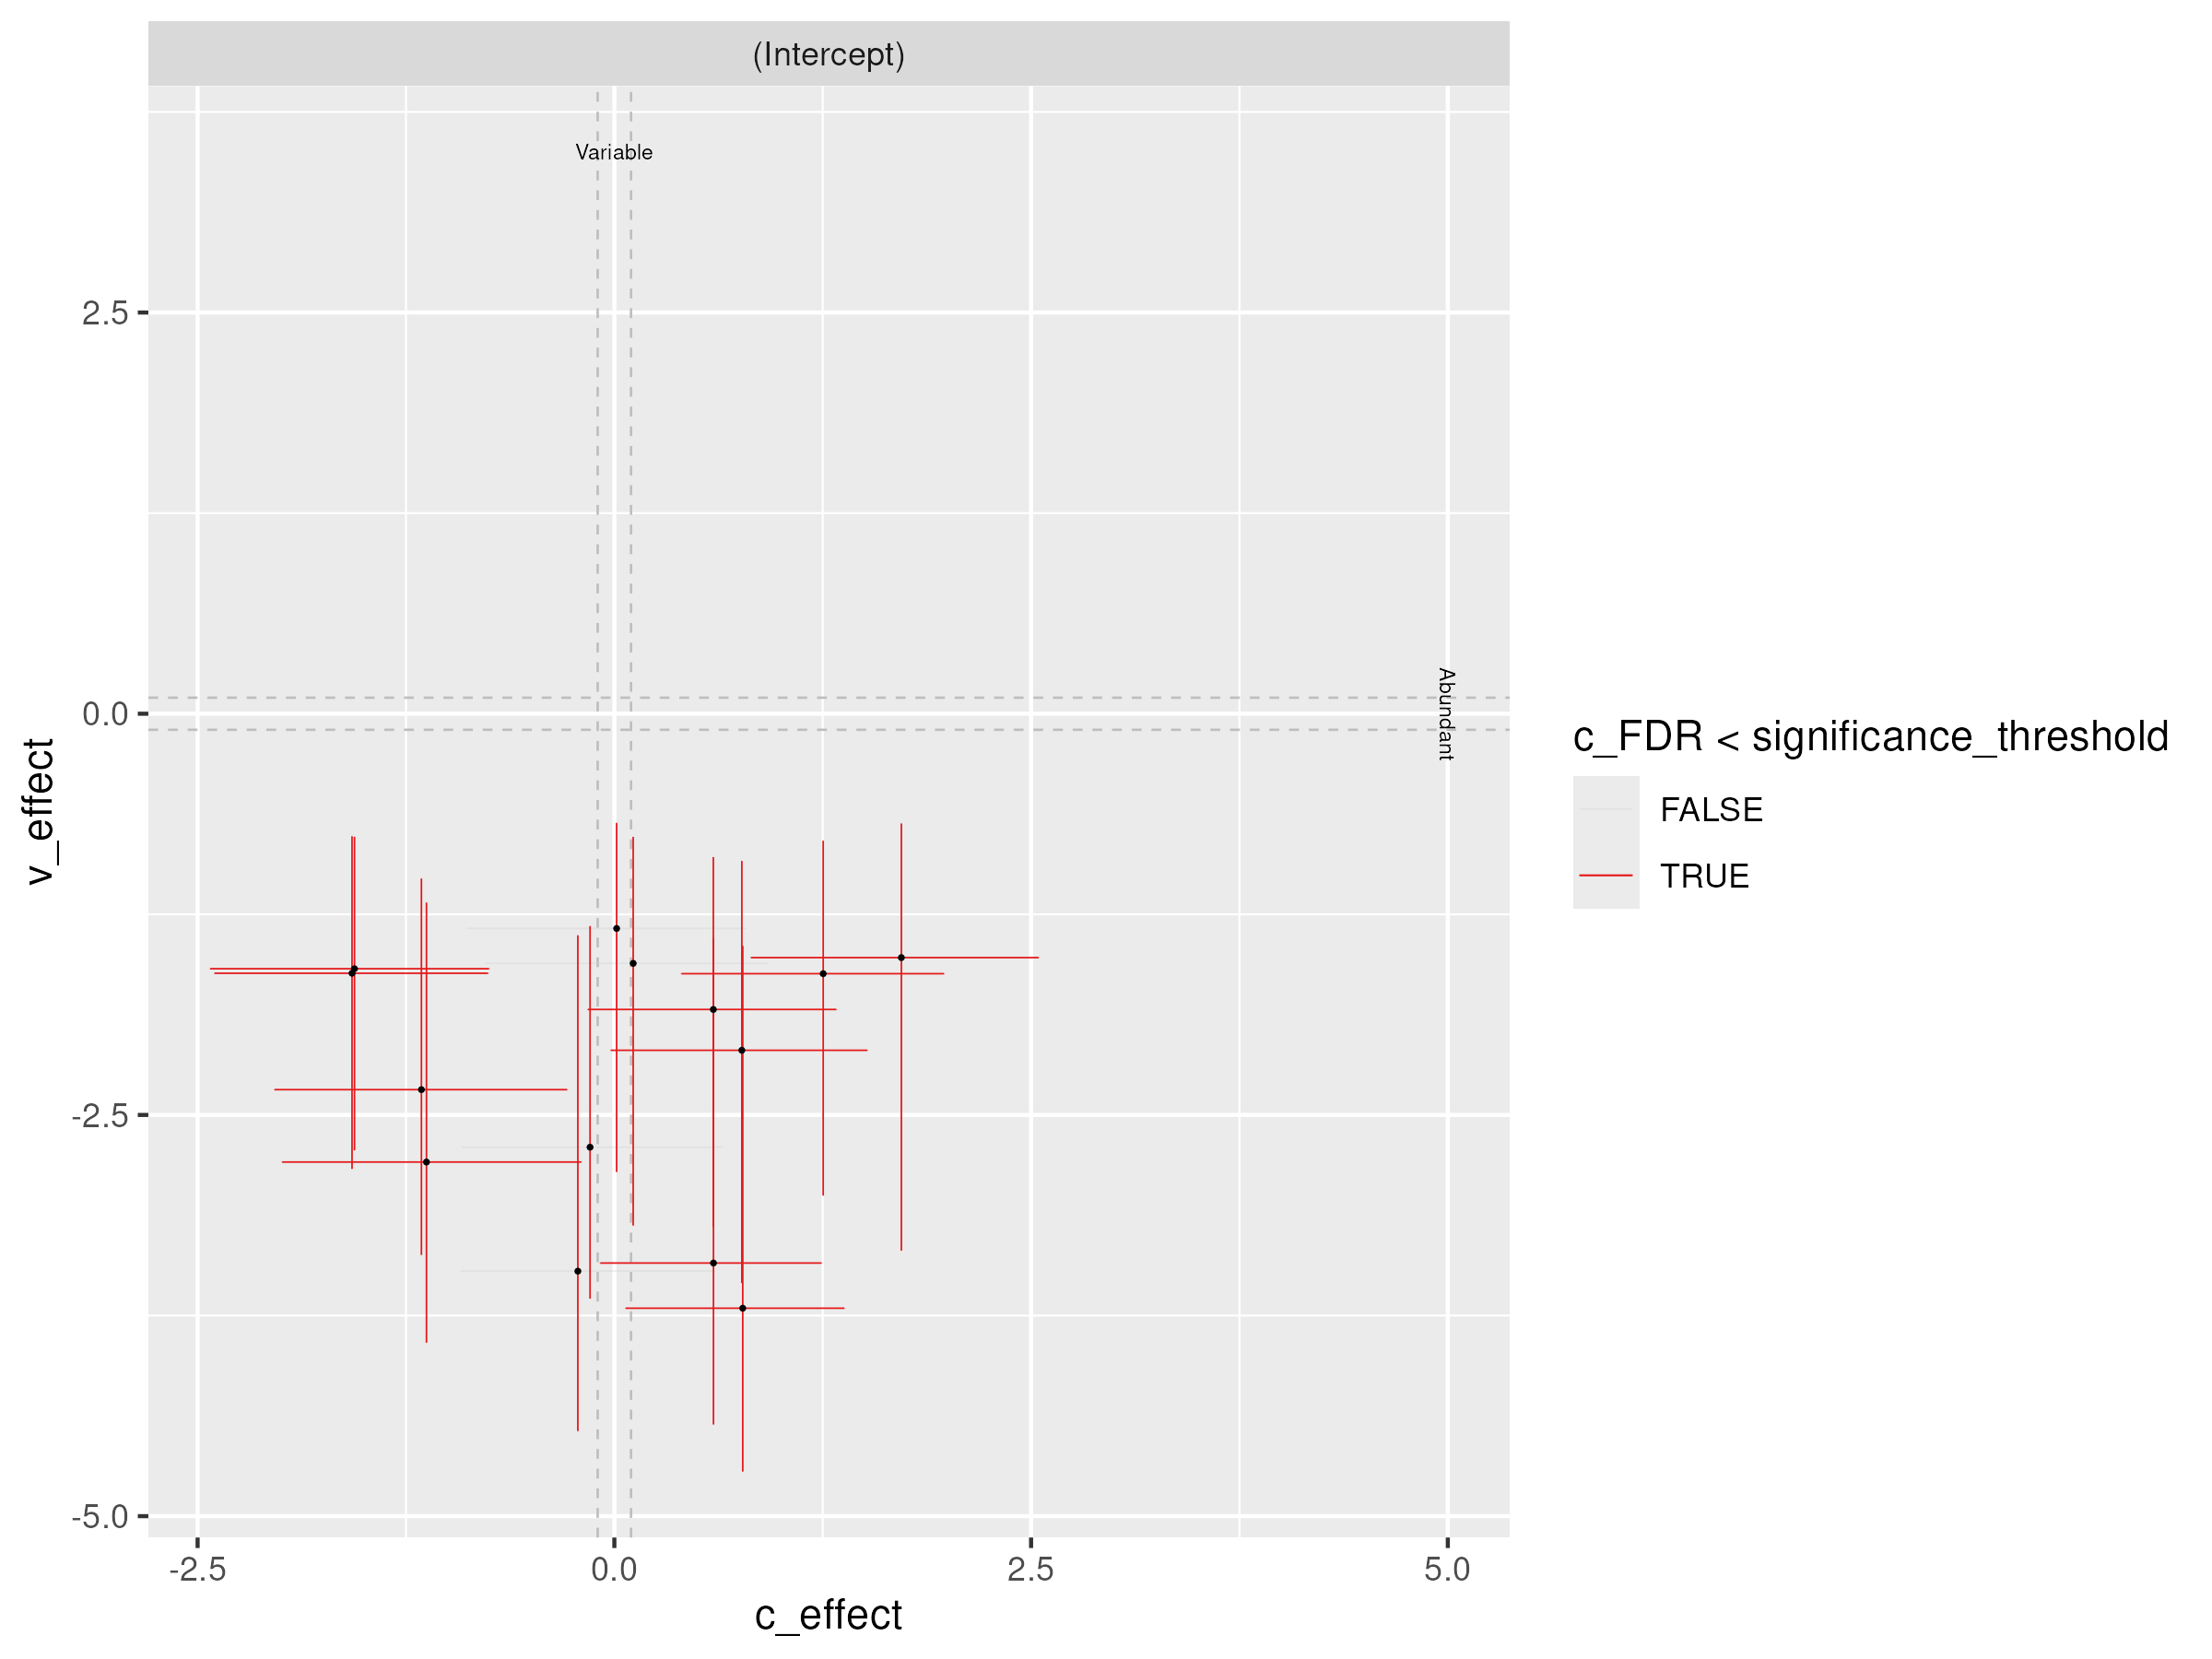 (Intercept)
Variable
2.5
0.0
-2.5
-5.0
v_effect
Abundant
-2.5
0.0
2.5
5.0
c_effect
c_FDR < significance_threshold
FALSE
TRUE